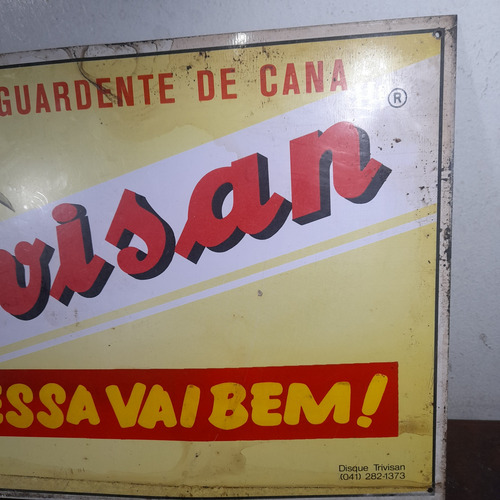 GUARDENTE DE CANA
®
visan
ESSA VAI BEM!
Disque Trivisan
(041) 282-1373